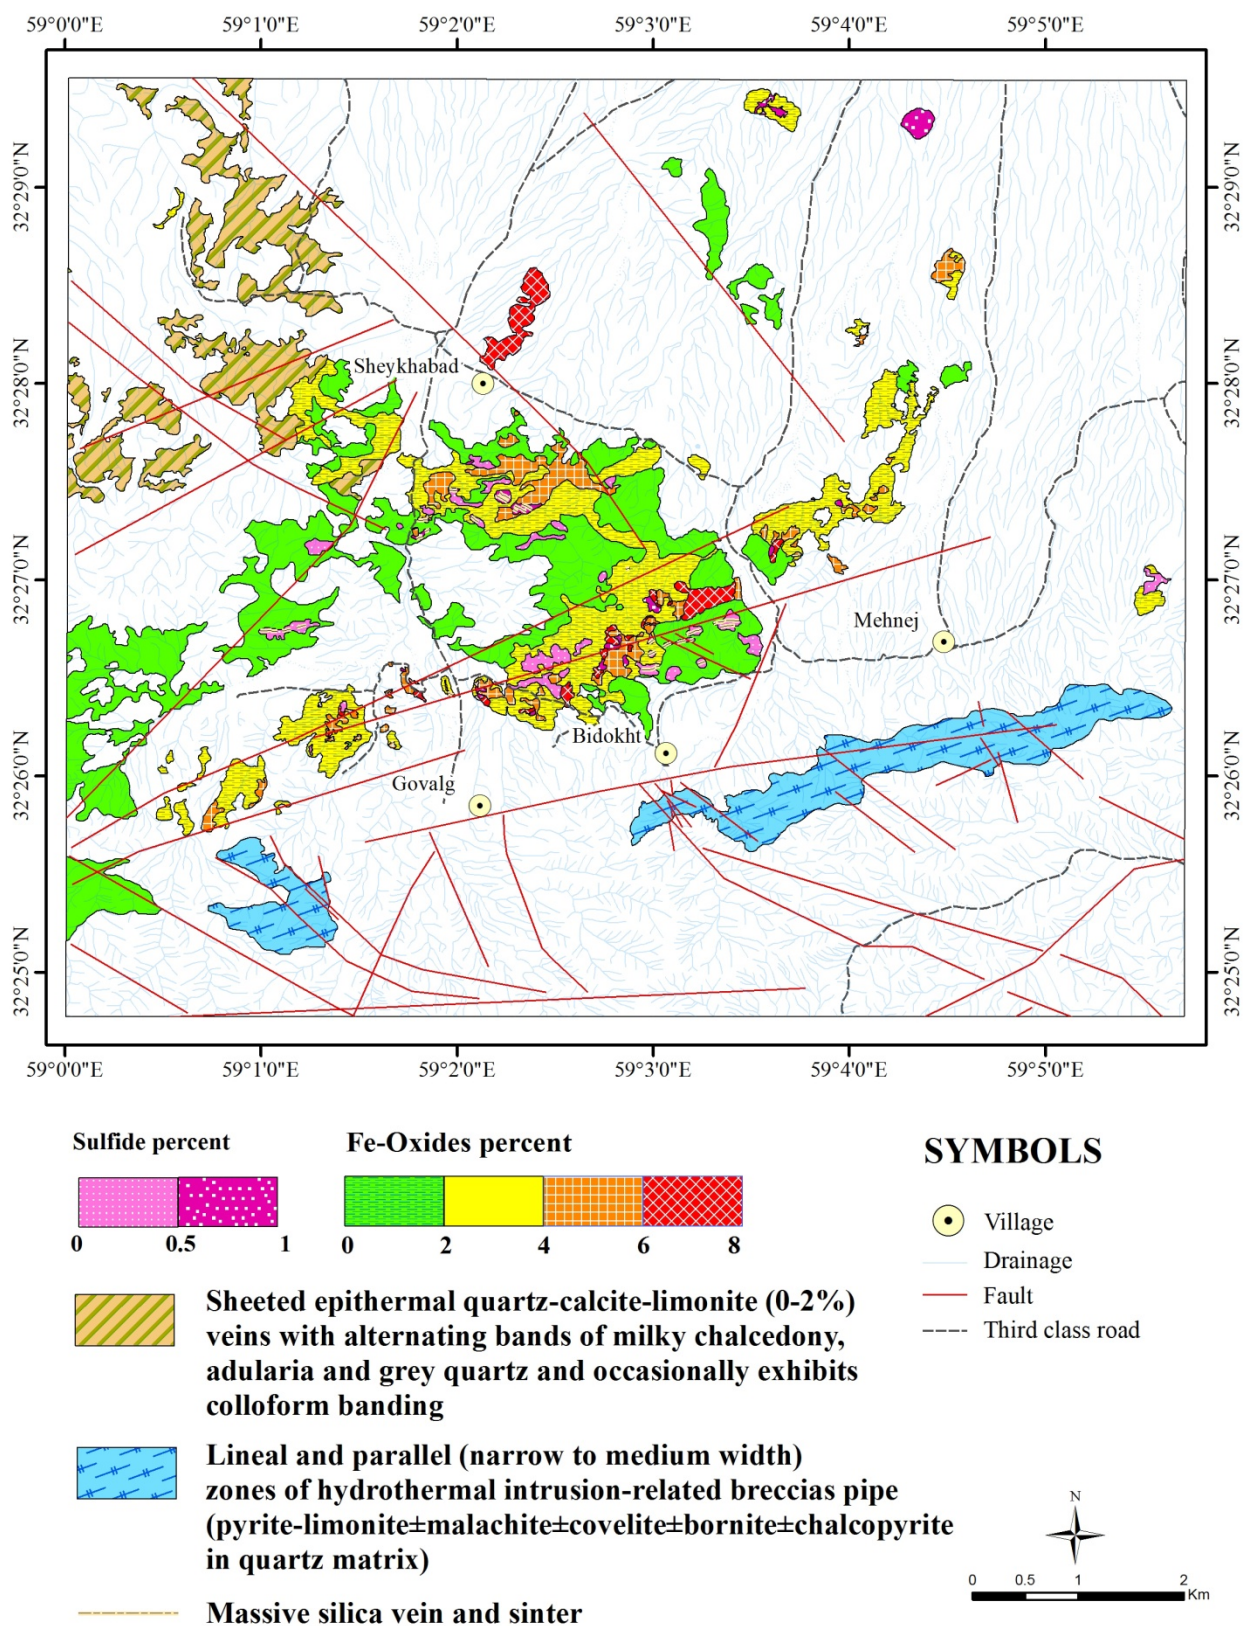 59°0'0"E 59°1'0"E 59°2'0"E 59°3'0"E 59°4'0"E 59°5'0"E
32°29'0"N 32°29'0"N
32°28'0"N 32°28'0"N
32°27'0"N 32°27'0"N
32°26'0"N 32°26'0"N
32°25'0"N 32°25'0"N
Sheykhabad
Mehnej
Bidokht
Govalg
59°0'0"E 59°1'0"E 59°2'0"E 59°3'0"E 59°4'0"E 59°5'0"E
Sulfide percent
0 0.5 1
Fe-Oxides percent
0 2 4 6 8
Sheeted epithermal quartz-calcite-limonite (0-2%)
veins with alternating bands of milky chalcedony,
adularia and grey quartz and occasionally exhibits
colloform banding
Lineal and parallel (narrow to medium width)
zones of hydrothermal intrusion-related breccias pipe
(pyrite-limonite±malachite±covelite±bornite±chalcopyrite
in quartz matrix)
Massive silica vein and sinter
SYMBOLS
Village
Drainage
Fault
Third class road
N
0 0.5 1 2
Km